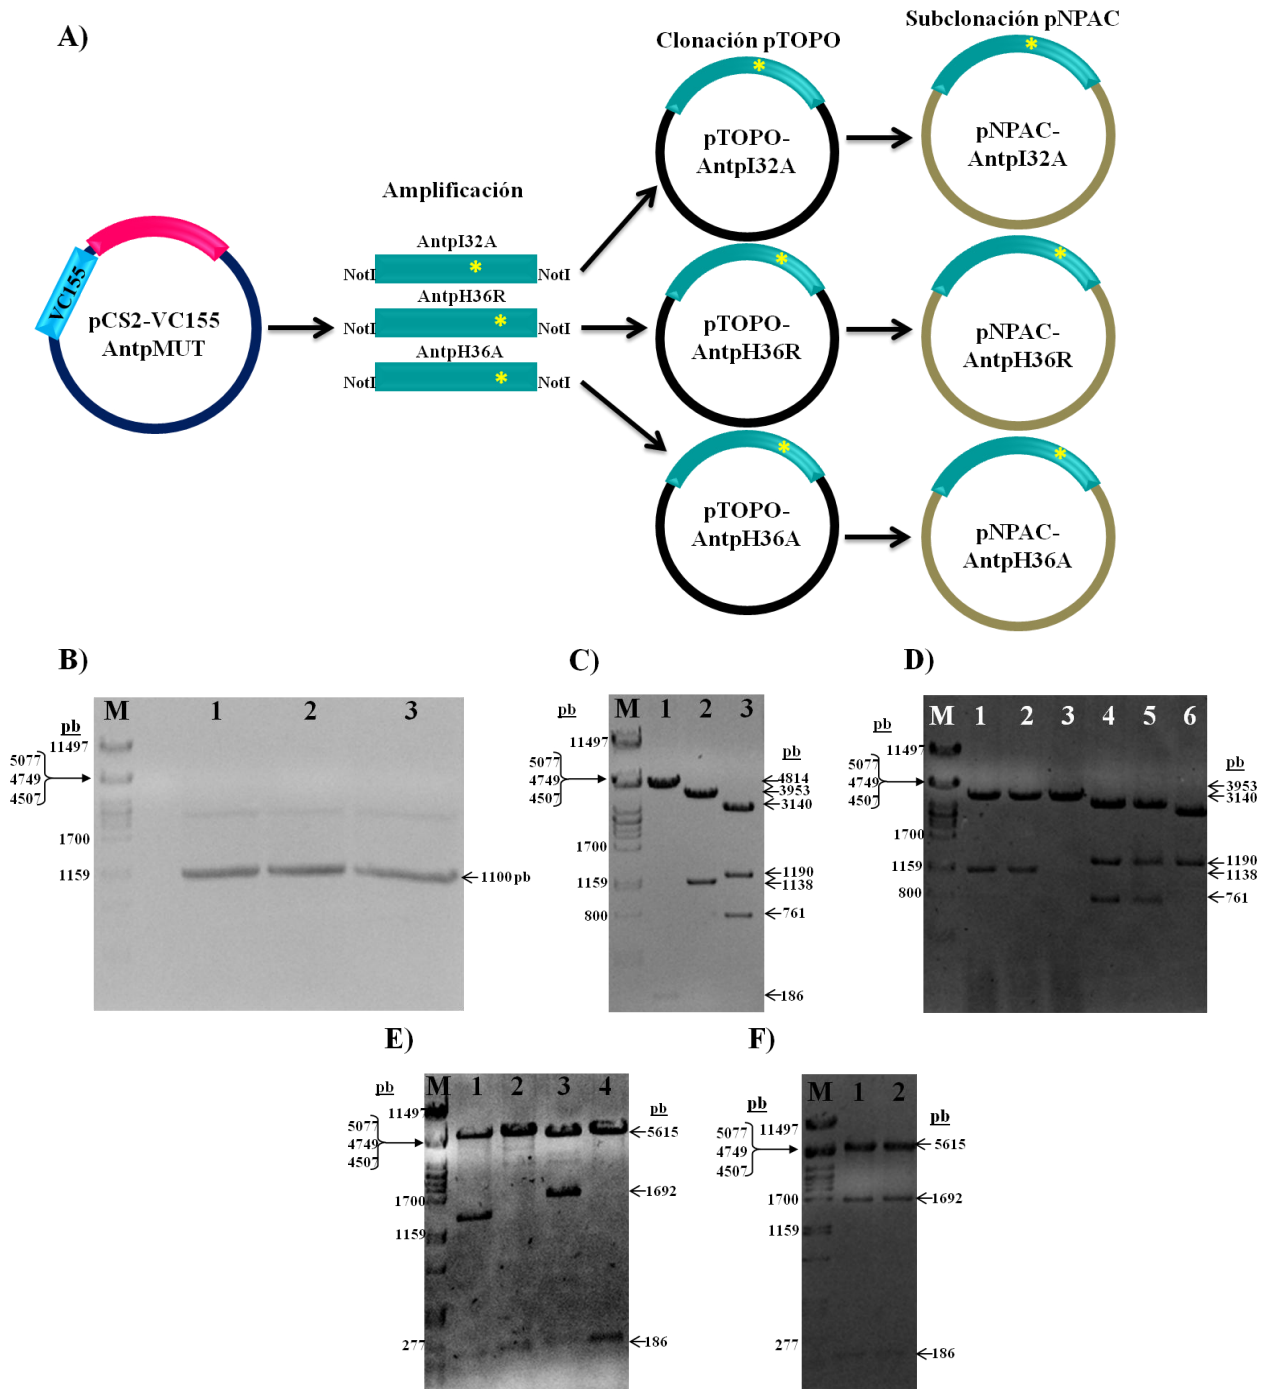 A)
Clonación pTOPO
Subclonación pNPAC
Amplificación
VC155
pCS2-VC155
AntpMUT
AntpI32A
NotI
*
NotI
AntpH36R
NotI
*
NotI
AntpH36A
NotI
*
NotI
*
pTOPO-
AntpI32A
*
pNPAC-
AntpI32A
*
pTOPO-
AntpH36R
*
pNPAC-
AntpH36R
*
pTOPO-
AntpH36A
*
pNPAC-
AntpH36A
B)
pb
M 1 2 3
11497
5077
4749
4507
1700
1159
1100 pb
C)
pb
M 1 2 3
11497
5077
4749
4507
1700
1159
800
pb
4814
3953
3140
1190
1138
761
186
D)
pb
M 1 2 3 4 5 6
11497
5077
4749
4507
1700
1159
800
pb
3953
3140
1190
1138
761
E)
pb
M 1 2 3 4
11497
5077
4749
4507
1700
1159
277
pb
5615
1692
186
F)
pb
M 1 2
11497
5077
4749
4507
1700
1159
277
pb
5615
1692
186